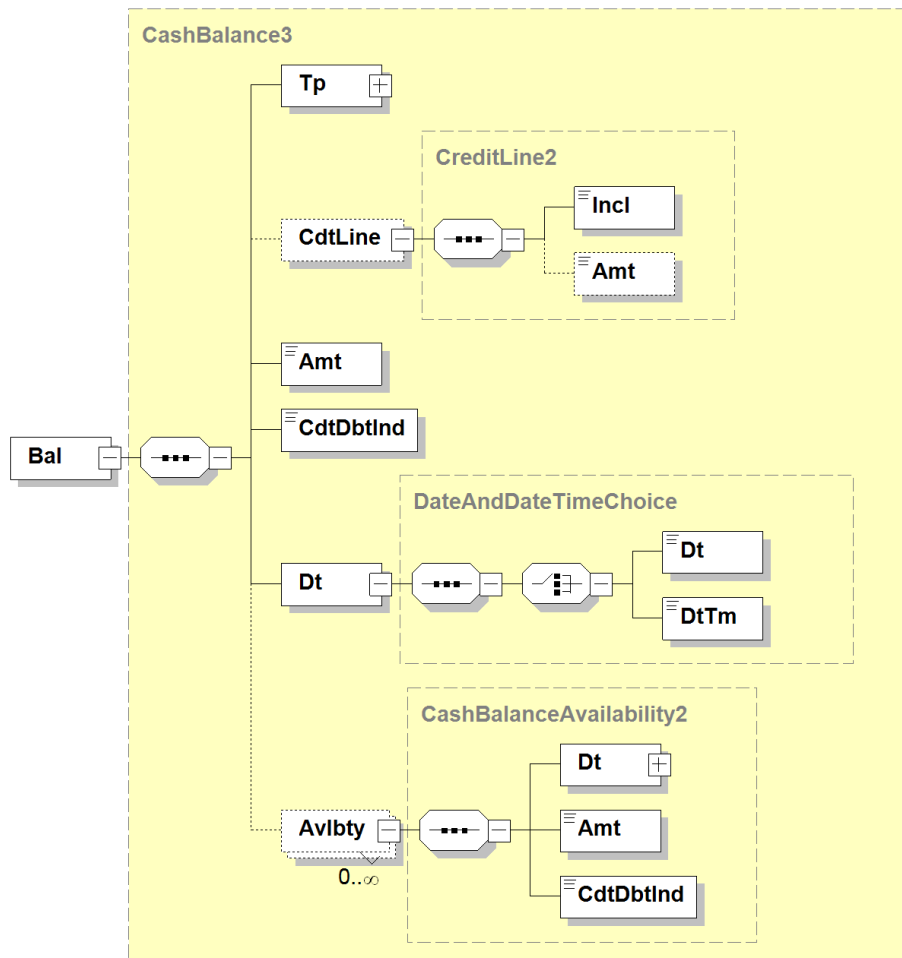 CashBalance3
Tp
CreditLine2
Incl
CdtLine
Amt
Amt
CdtDbtInd
Bal
DateAndDateTimeChoice
Dt
Dt
DtTm
CashBalanceAvailability2
Dt
Avlbty
Amt
0..∞
CdtDbtInd